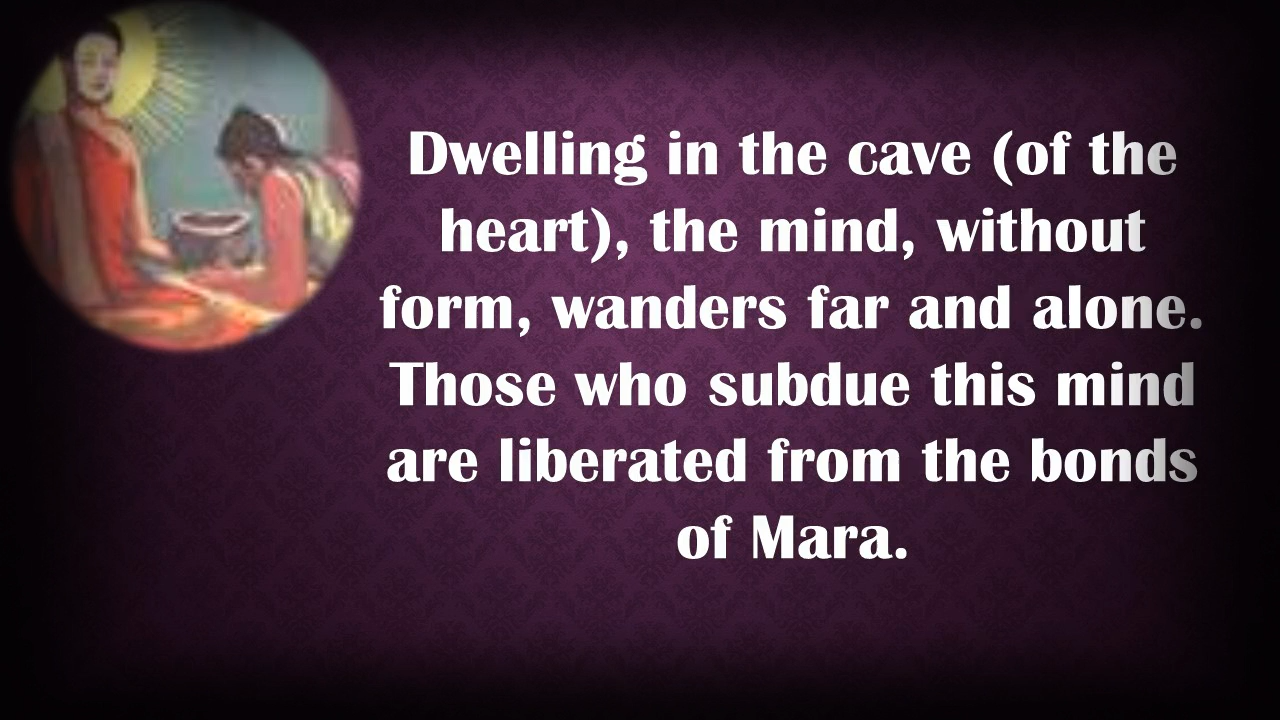 Dwelling in the cave (of the
heart), the mind, without
form, wanders far and alone.
Those who subdue this mind
are liberated from the bonds
of Mara.